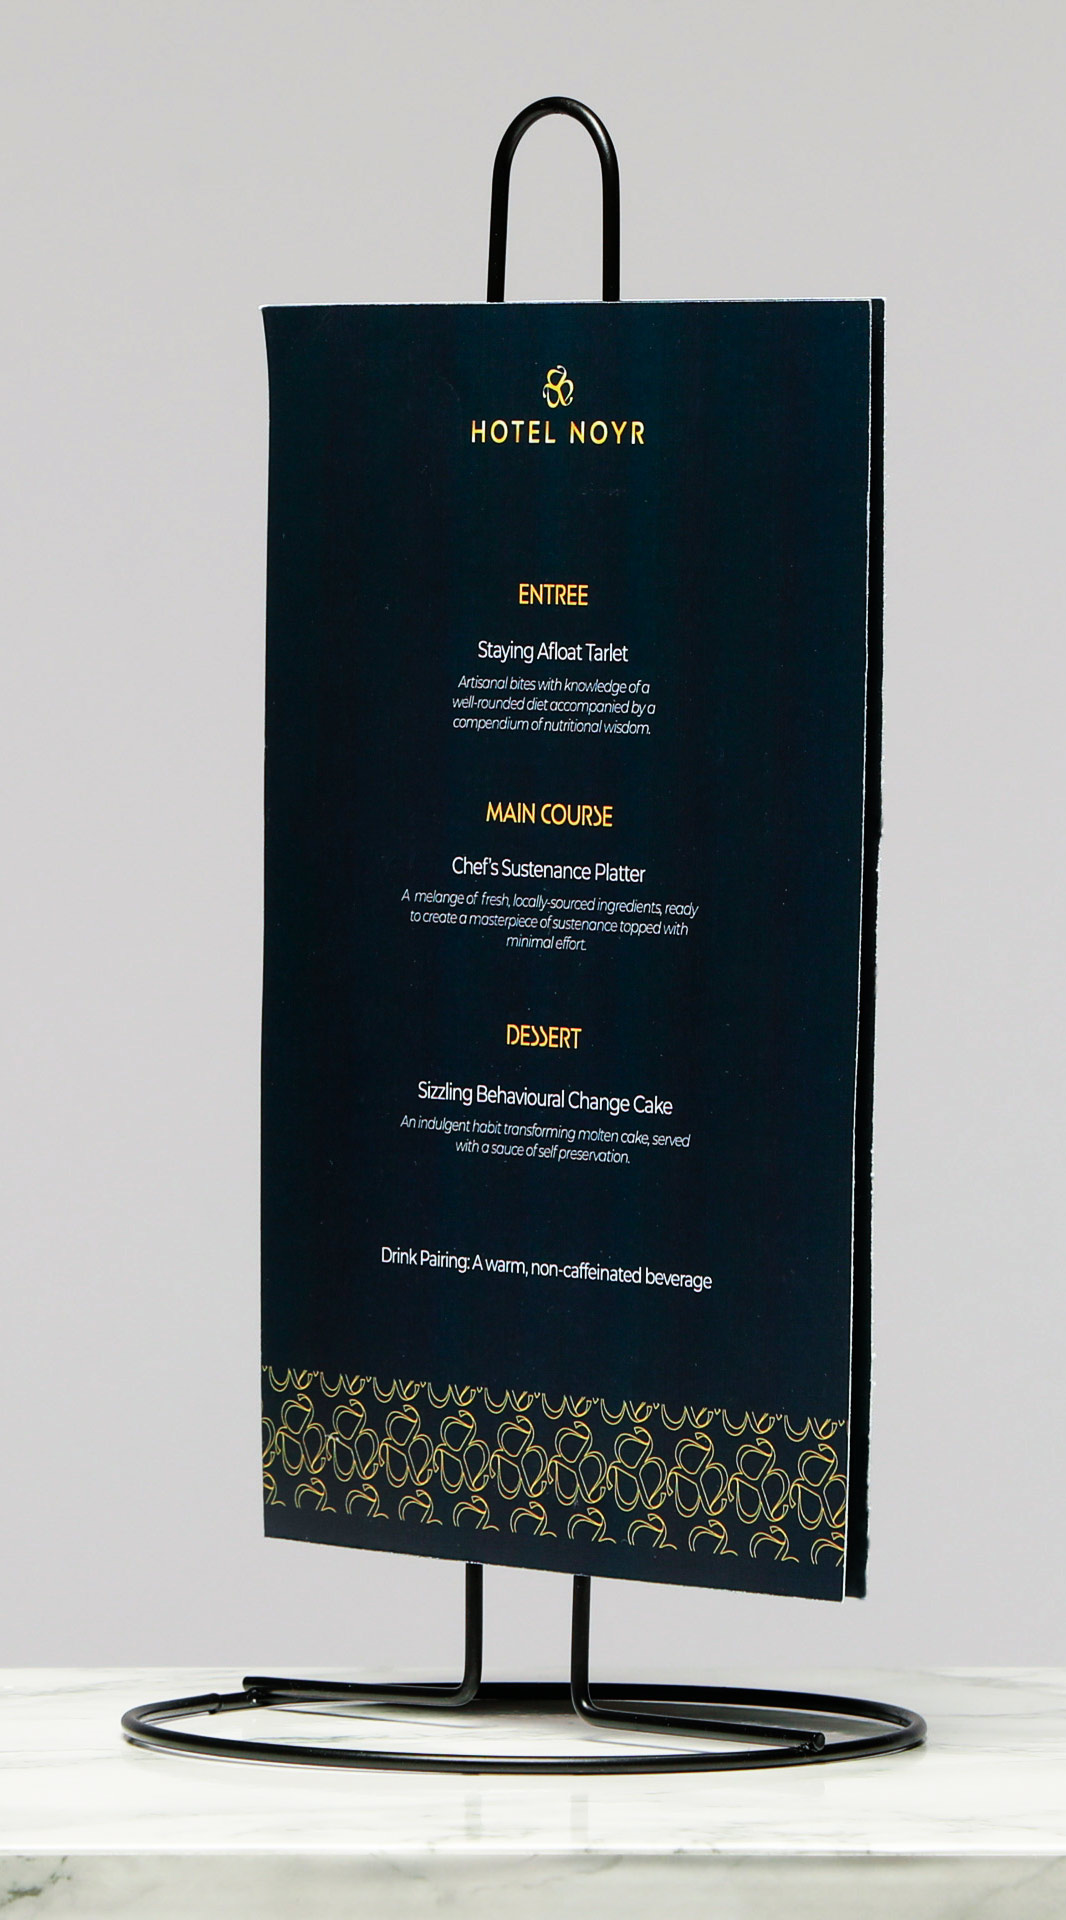 HOTEL NOYR
ENTREE
Staying Afloat Tarlet
Artisanal bites with knowledge of a
well-rounded diet accompanied by a
compendium of nutritional wisdom.
MAIN COURSE
Chef's Sustenance Platter
A melange of fresh, locally-sourced ingredients, ready
to create a masterpiece of sustenance topped with
minimal effort.
DESSERT
Sizzling Behavioural Change Cake
An indulgent habit transforming molten cake, served
with a sauce of self preservation.
Drink Pairing: A warm, non-caffeinated beverage